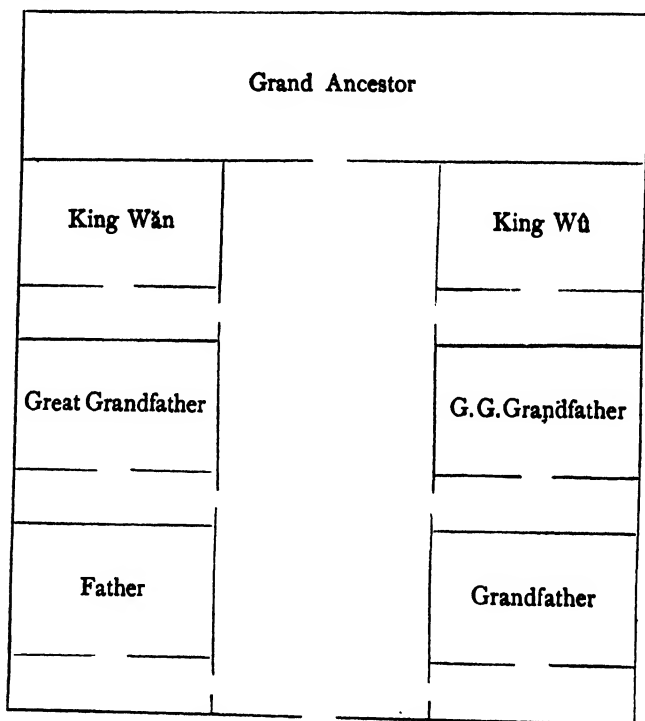 Grand Ancestor
King Wăn
King Wû
Great Grandfather
G.G.Grandfather
Father
Grandfather